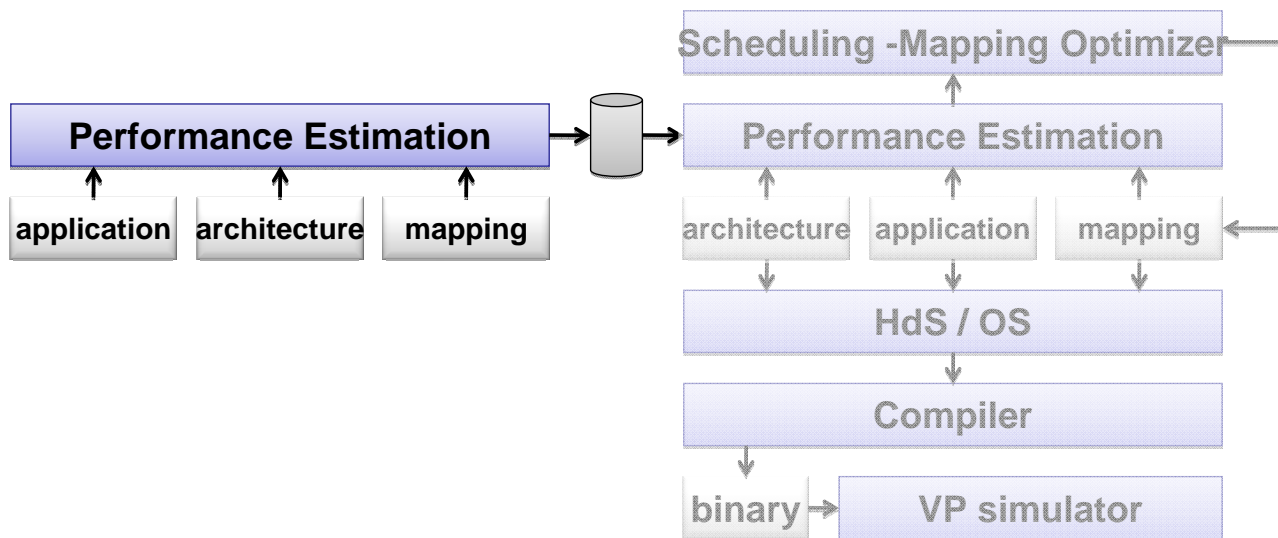 Scheduling -Mapping Optimizer
Performance Estimation
Performance Estimation
application
architecture
mapping
architecture
application
mapping
HdS / OS
Compiler
binary
VP simulator